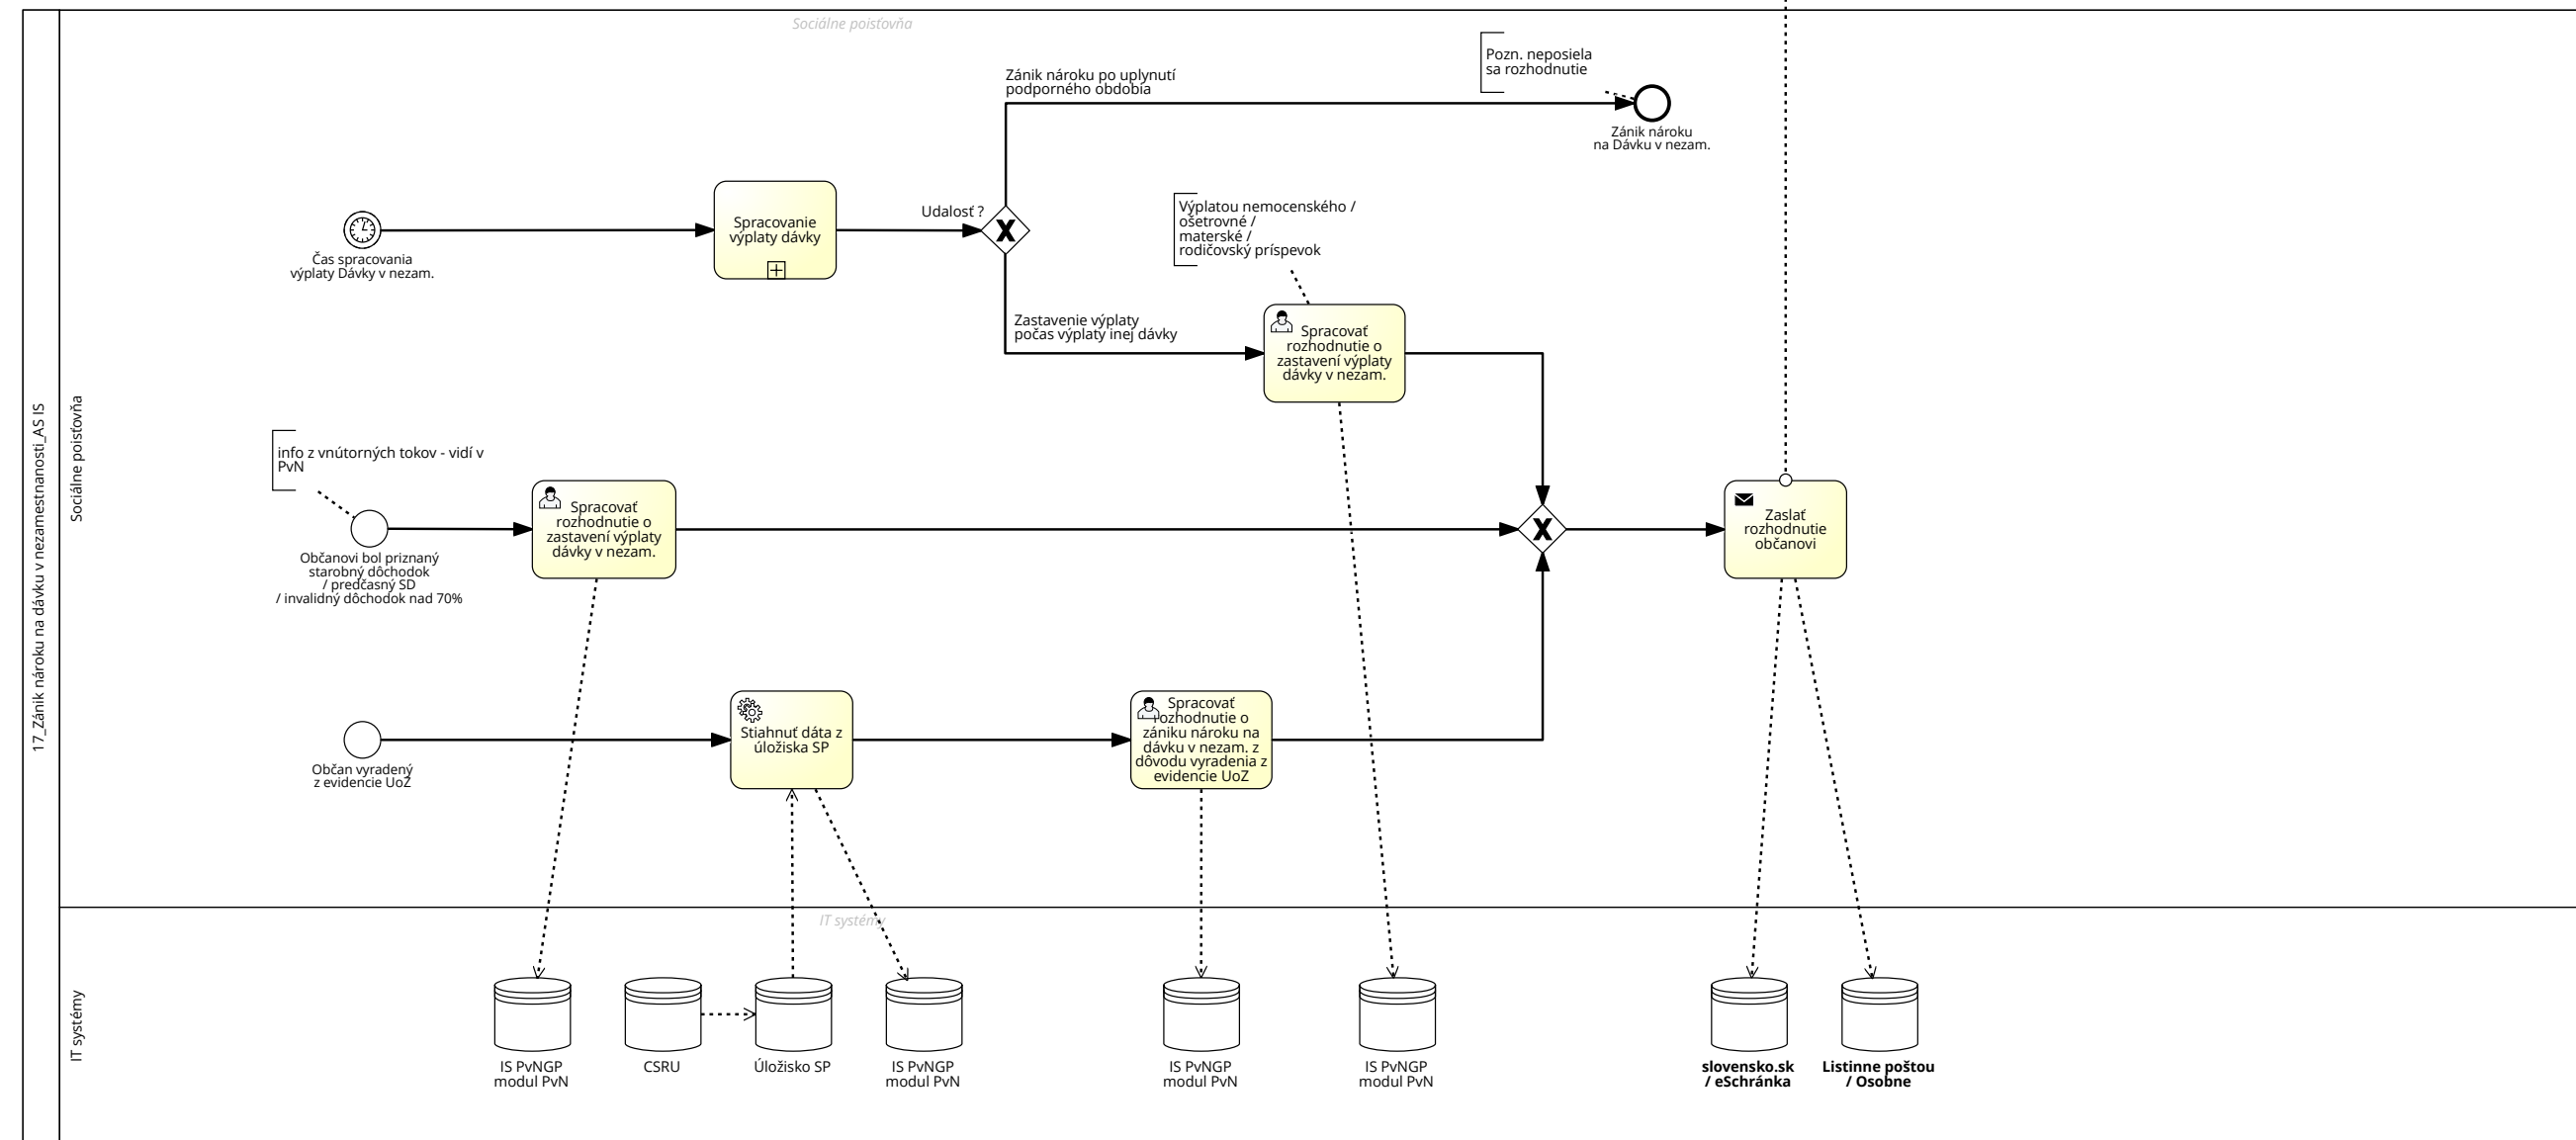 17_Zánik nároku na dávku v nezamestnanosti_AS IS
Sociálne poisťovňa
Sociálne poisťovňa
Pozn. neposiela
sa rozhodnutie
Zánik nároku po uplynutí
podporného obdobia
Zánik nároku
na Dávku v nezam.
Čas spracovania
výplaty Dávky v nezam.
Spracovanie
výplaty dávky
Udalosť ?
Výplatou nemocenského /
ošetrovné /
materské /
rodičovský príspevok
Zastavenie výplaty
počas výplaty inej dávky
Spracovať
rozhodnutie o
zastavení výplaty
dávky v nezam.
info z vnútorných tokov - vidí v
PvN
Občanovi bol priznaný
starobný dôchodok
/ predčasný SD
/ invalidný dôchodok nad 70%
Spracovať
rozhodnutie o
zastavení výplaty
dávky v nezam.
Zaslať
rozhodnutie
občanovi
Občan vyradený
z evidencie UoZ
Stiahnuť dáta z
úložiska SP
Spracovať
rozhodnutie o
zániku nároku na
dávku v nezam. z
dôvodu vyradenia z
evidencie UoZ
IT systémy
IT systémy
IS PvNGP
modul PvN
CSRU
Úložisko SP
IS PvNGP
modul PvN
IS PvNGP
modul PvN
IS PvNGP
modul PvN
slovensko.sk
/ eSchránka
Listinne poštou
/ Osobne